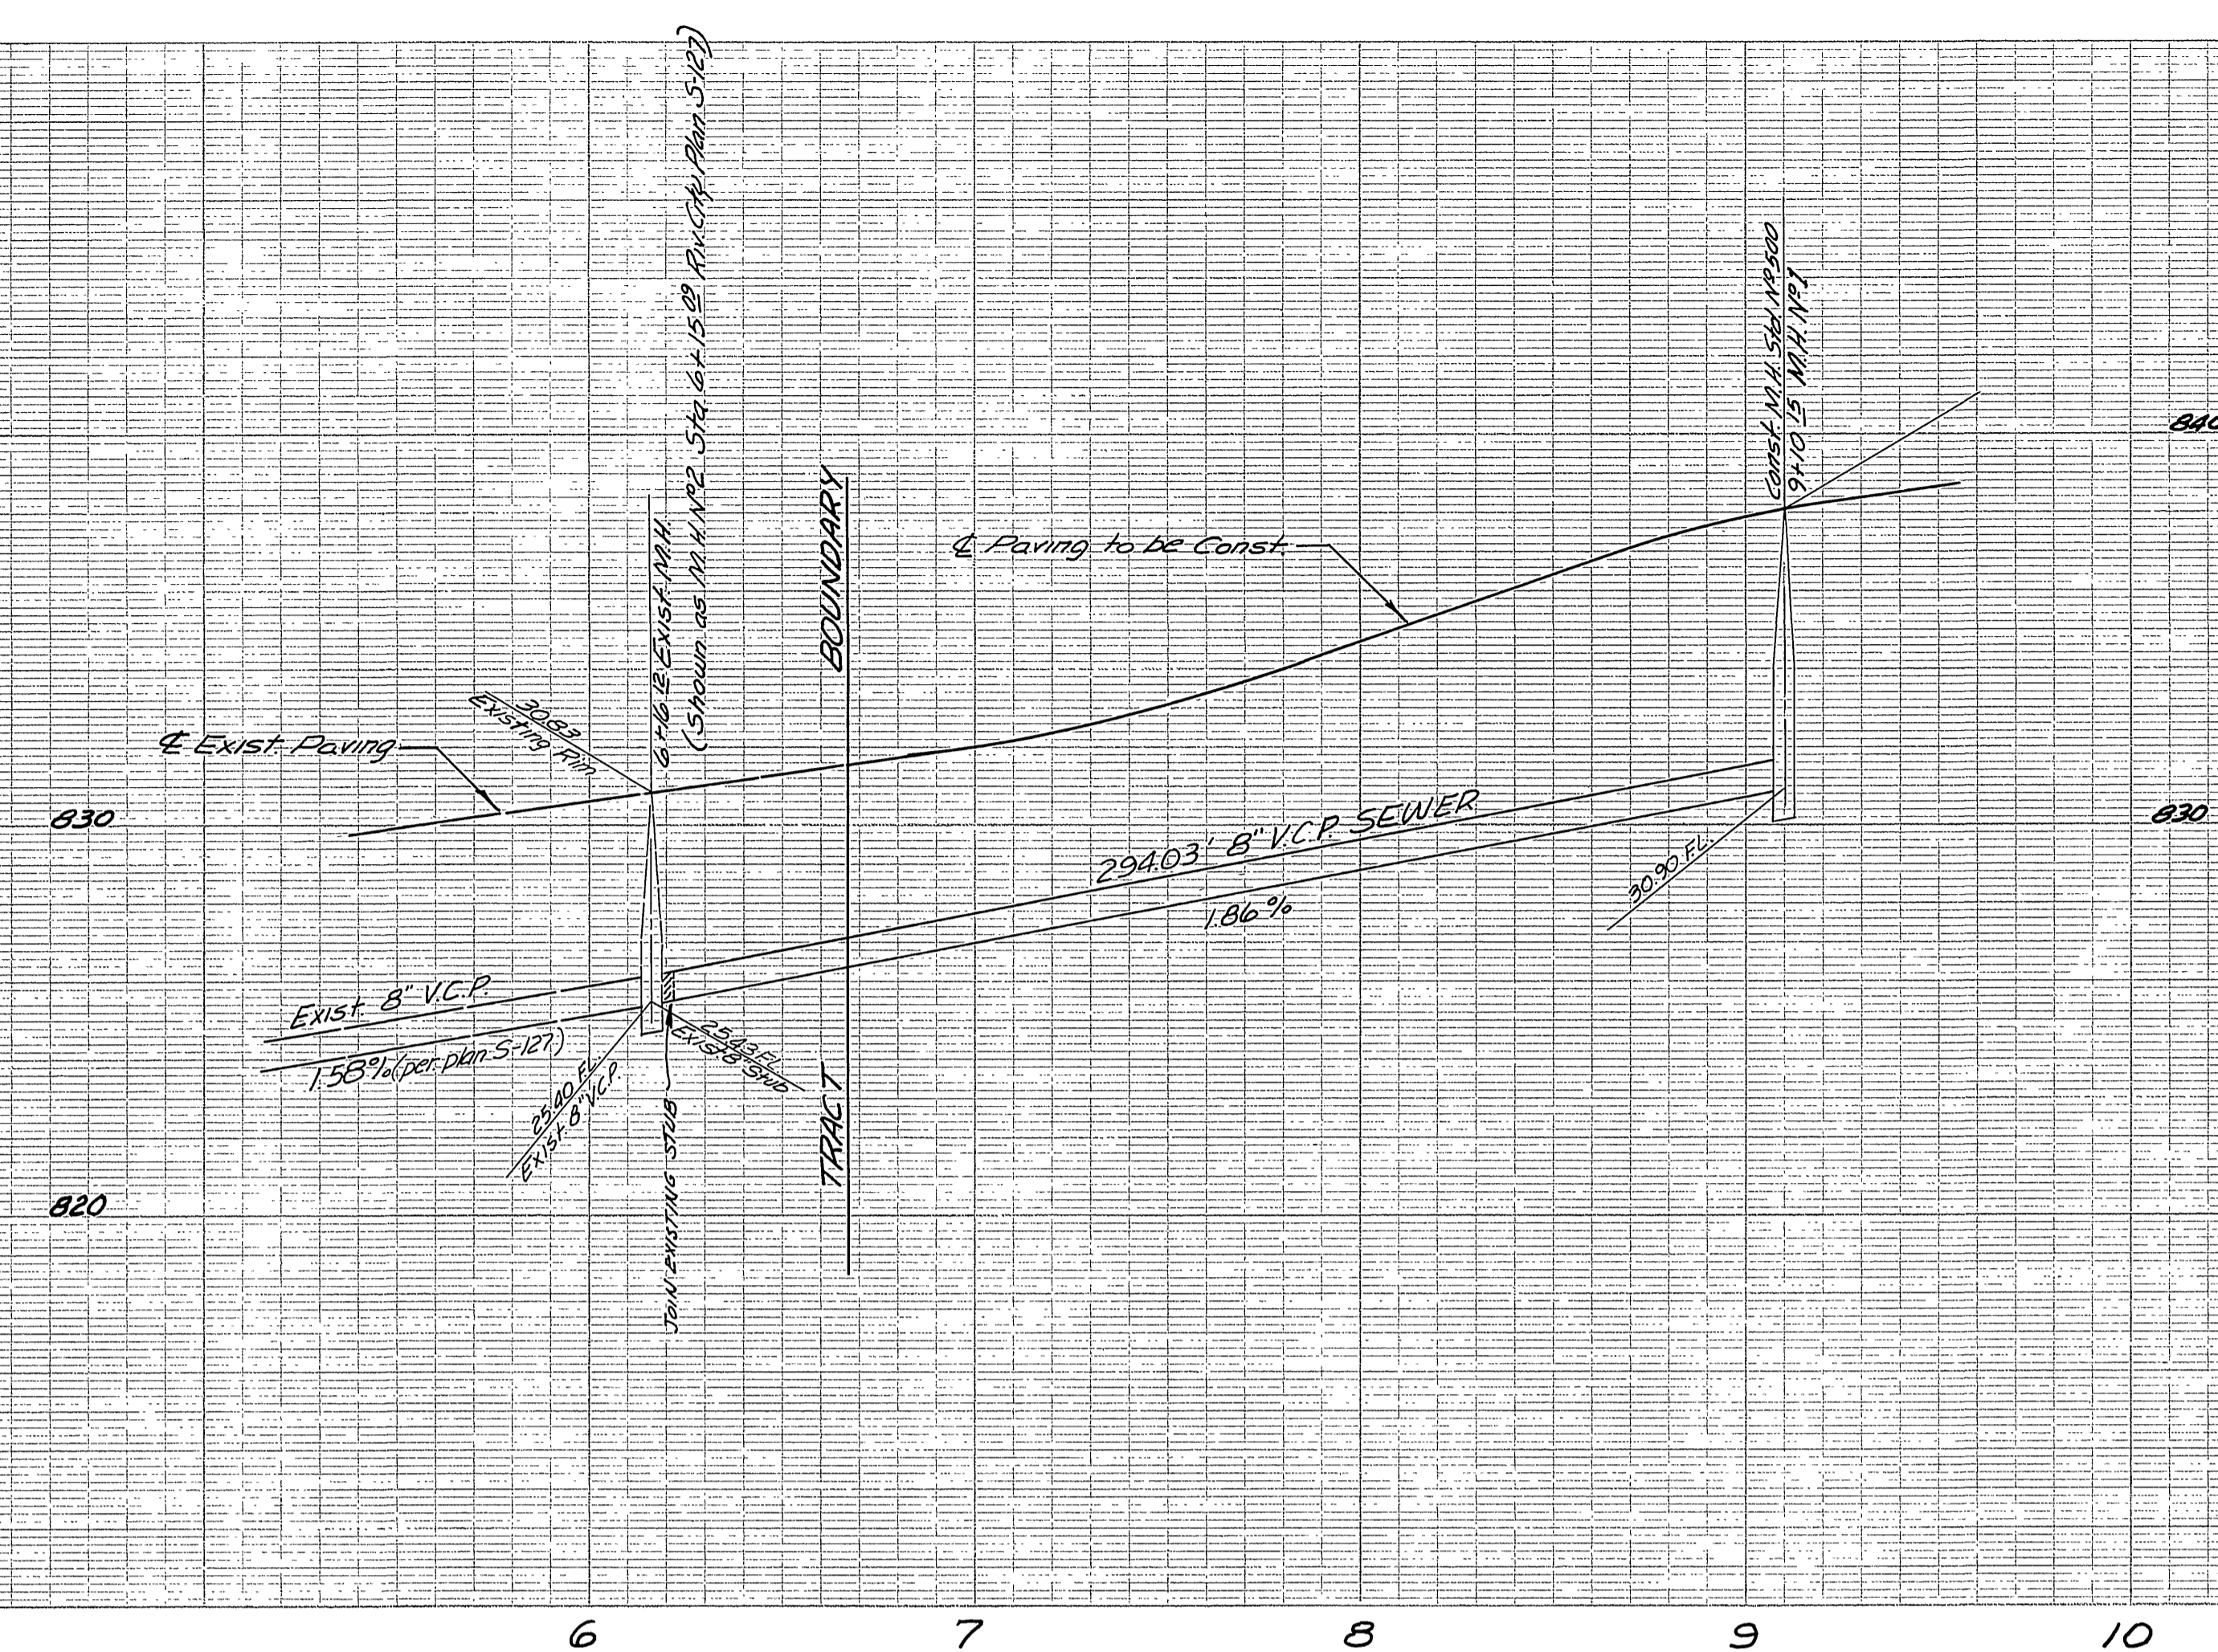 6+16 12 Exist. M.H.
(Shown as M.H. Nº2 Sta. 6+15 09 Riv. City Plan S-127)
BOUNDARY
TRACT
Const. M.H. Std Nº 500
9+10 15 M.H. Nº1
840
℄ Paving to be Const.
30.83
Existing Rim
℄ Exist. Paving
830
830
294.03' 8" V.C.P. SEWER
1.86 %
30.90 F.L.
Exist. 8" V.C.P.
1.58% (per plan S-127)
25.43 F.L.
Exist 8" Stub
25.40 F.L.
Exist. 8" V.C.P.
JOIN EXISTING STUB
820
6 7 8 9 10